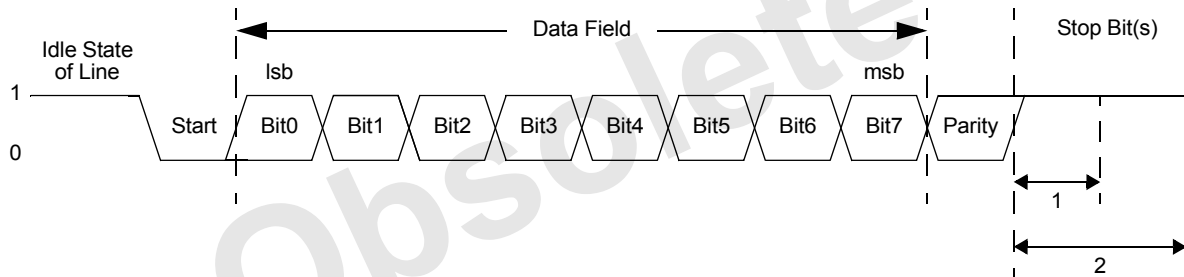 Data Field
Stop Bit(s)
Idle State
of Line
lsb
msb
1
Start
Bit0
Bit1
Bit2
Bit3
Bit4
Bit5
Bit6
Bit7
Parity
0
1
2
Obsolete